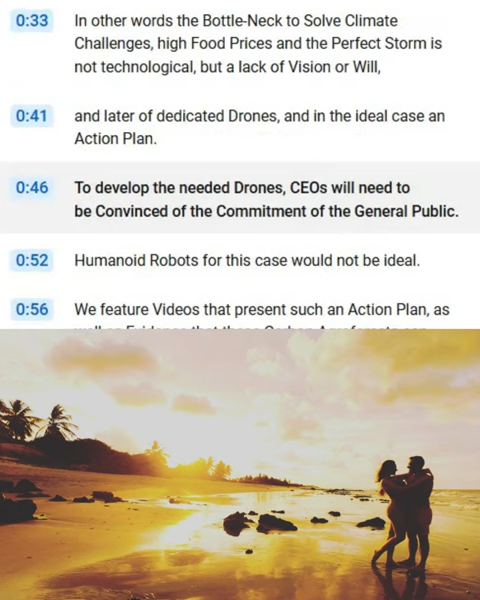 0:33 In other words the Bottle-Neck to Solve Climate
Challenges, high Food Prices and the Perfect Storm is
not technological, but a lack of Vision or Will,
0:41 and later of dedicated Drones, and in the ideal case an
Action Plan.
0:46 To develop the needed Drones, CEOs will need to
be Convinced of the Commitment of the General Public.
0:52 Humanoid Robots for this case would not be ideal.
0:56 We feature Videos that present such an Action Plan, as